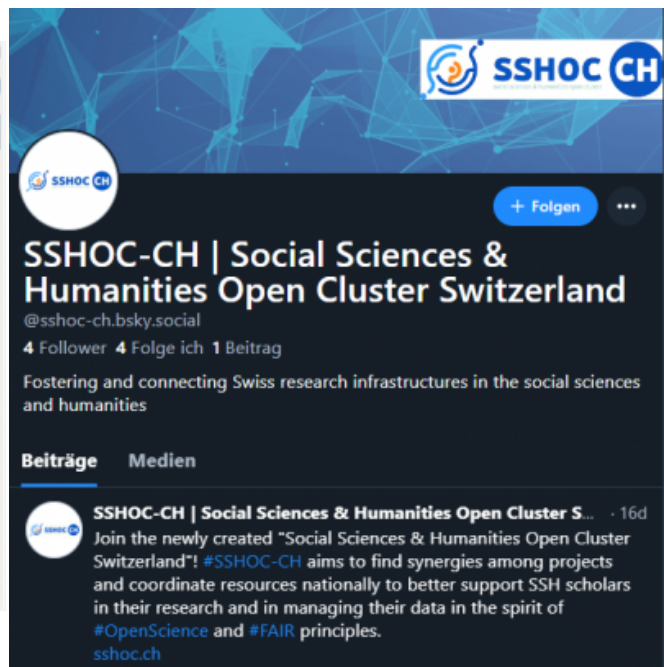 SSHOC CH
SSHOC CH
+ Folgen
SSHOC-CH | Social Sciences &
Humanities Open Cluster Switzerland
@sshoc-ch.bsky.social
4 Follower 4 Folge ich 1 Beitrag
Fostering and connecting Swiss research infrastructures in the social sciences
and humanities
Beiträge Medien
SSHOC CH
SSHOC-CH | Social Sciences & Humanities Open Cluster S... · 16d
Join the newly created "Social Sciences & Humanities Open Cluster
Switzerland"! #SSHOC-CH aims to find synergies among projects
and coordinate resources nationally to better support SSH scholars
in their research and in managing their data in the spirit of
#OpenScience and #FAIR principles.
sshoc.ch